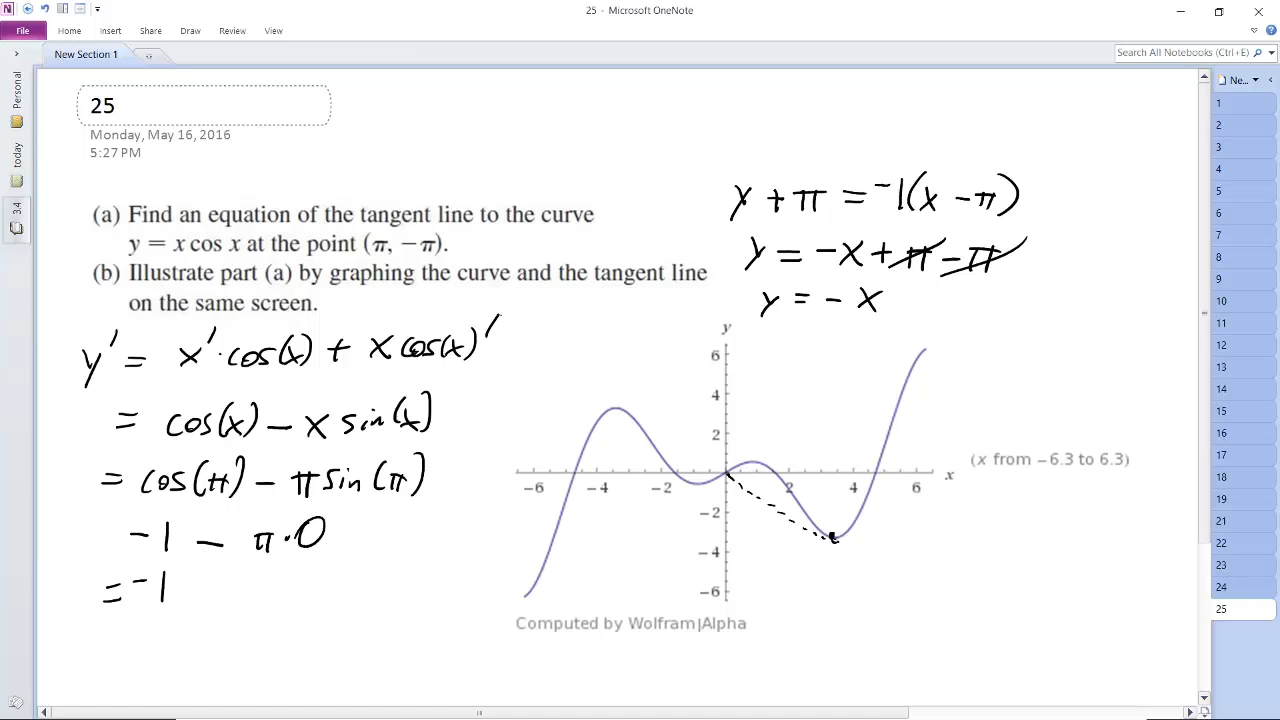 25 - Microsoft OneNote
File Home Insert Share Draw Review View
New Section 1
Search All Notebooks (Ctrl+E)
Personal
today
3.4
Ne...
25
Monday, May 16, 2016
5:27 PM
(a) Find an equation of the tangent line to the curve
y = x cos x at the point (π, −π).
(b) Illustrate part (a) by graphing the curve and the tangent line
on the same screen.
y' = x' · cos(x) + x cos(x)'
= cos(x) − x sin(x)
= cos(π) − π sin(π)
-1 − π·0
= -1
y + π = -1(x − π)
y = −x + π − π
y = − x
y
6
4
2
-6 -4 -2 2 4 6 x
-2
-4
-6
(x from −6.3 to 6.3)
Computed by Wolfram|Alpha
1
2
3
4
5
6
7
8
9
10
11
12
13
14
15
16
17
18
19
20
21
22
23
24
25